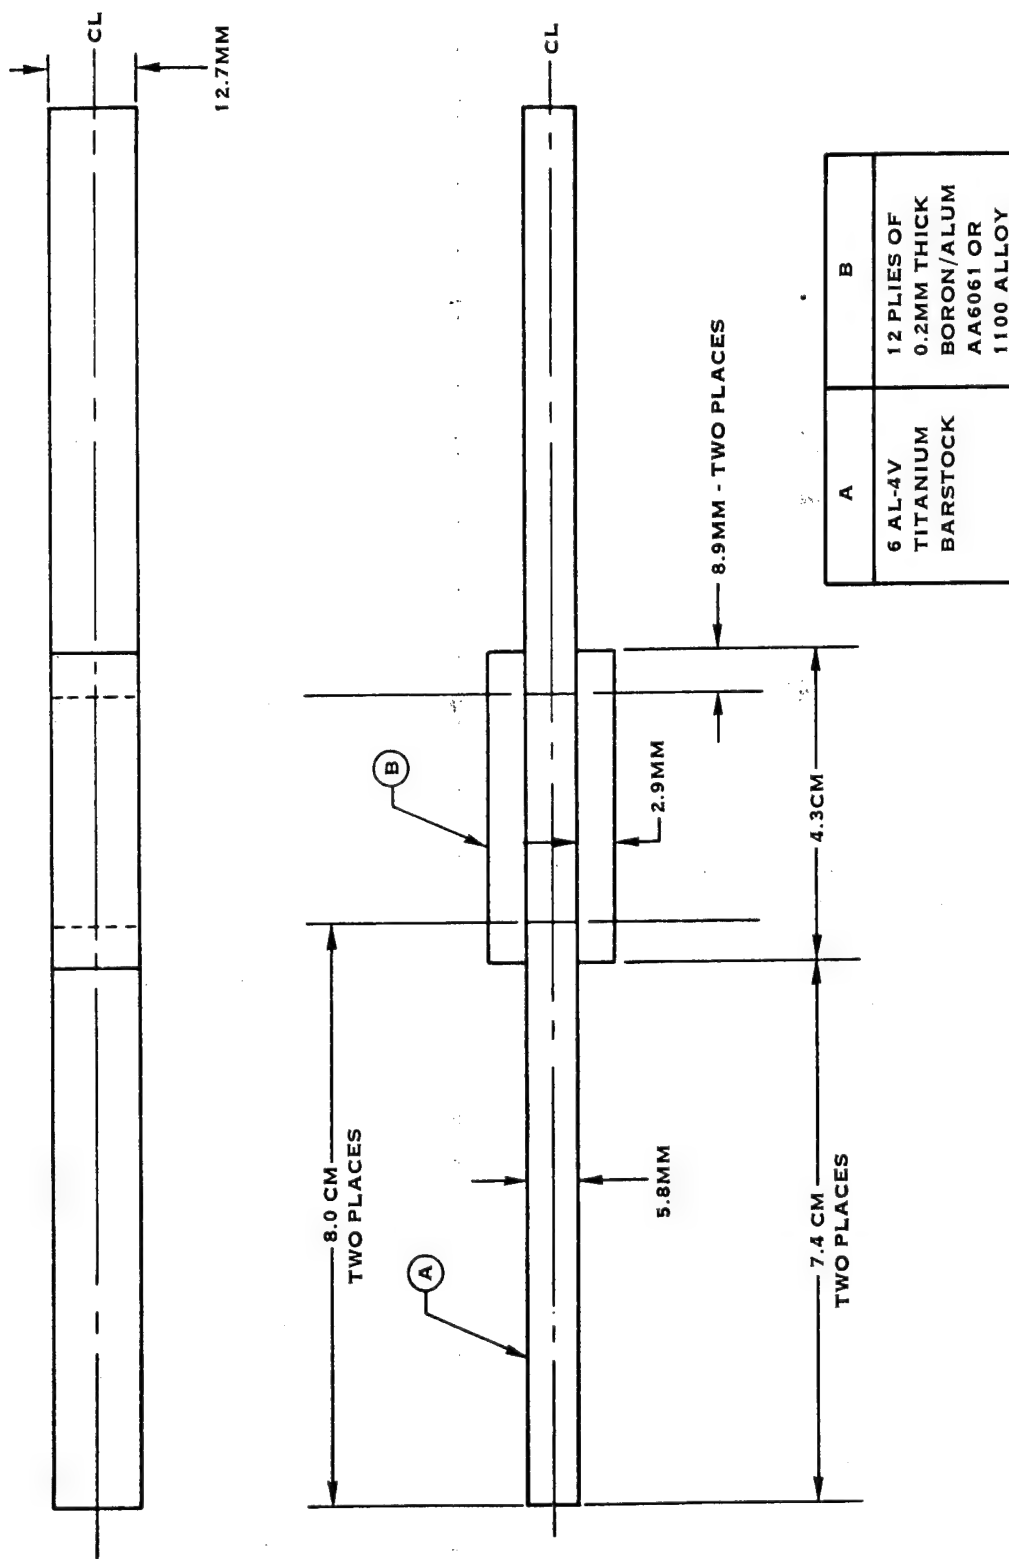 CL
12.7MM
CL
8.0 CM
TWO PLACES
A
B
5.8MM
2.9MM
8.9MM - TWO PLACES
7.4 CM
TWO PLACES
4.3CM
A
B
6 AL-4V
TITANIUM
BARSTOCK
12 PLIES OF
0.2MM THICK
BORON/ALUM
AA6061 OR
1100 ALLOY